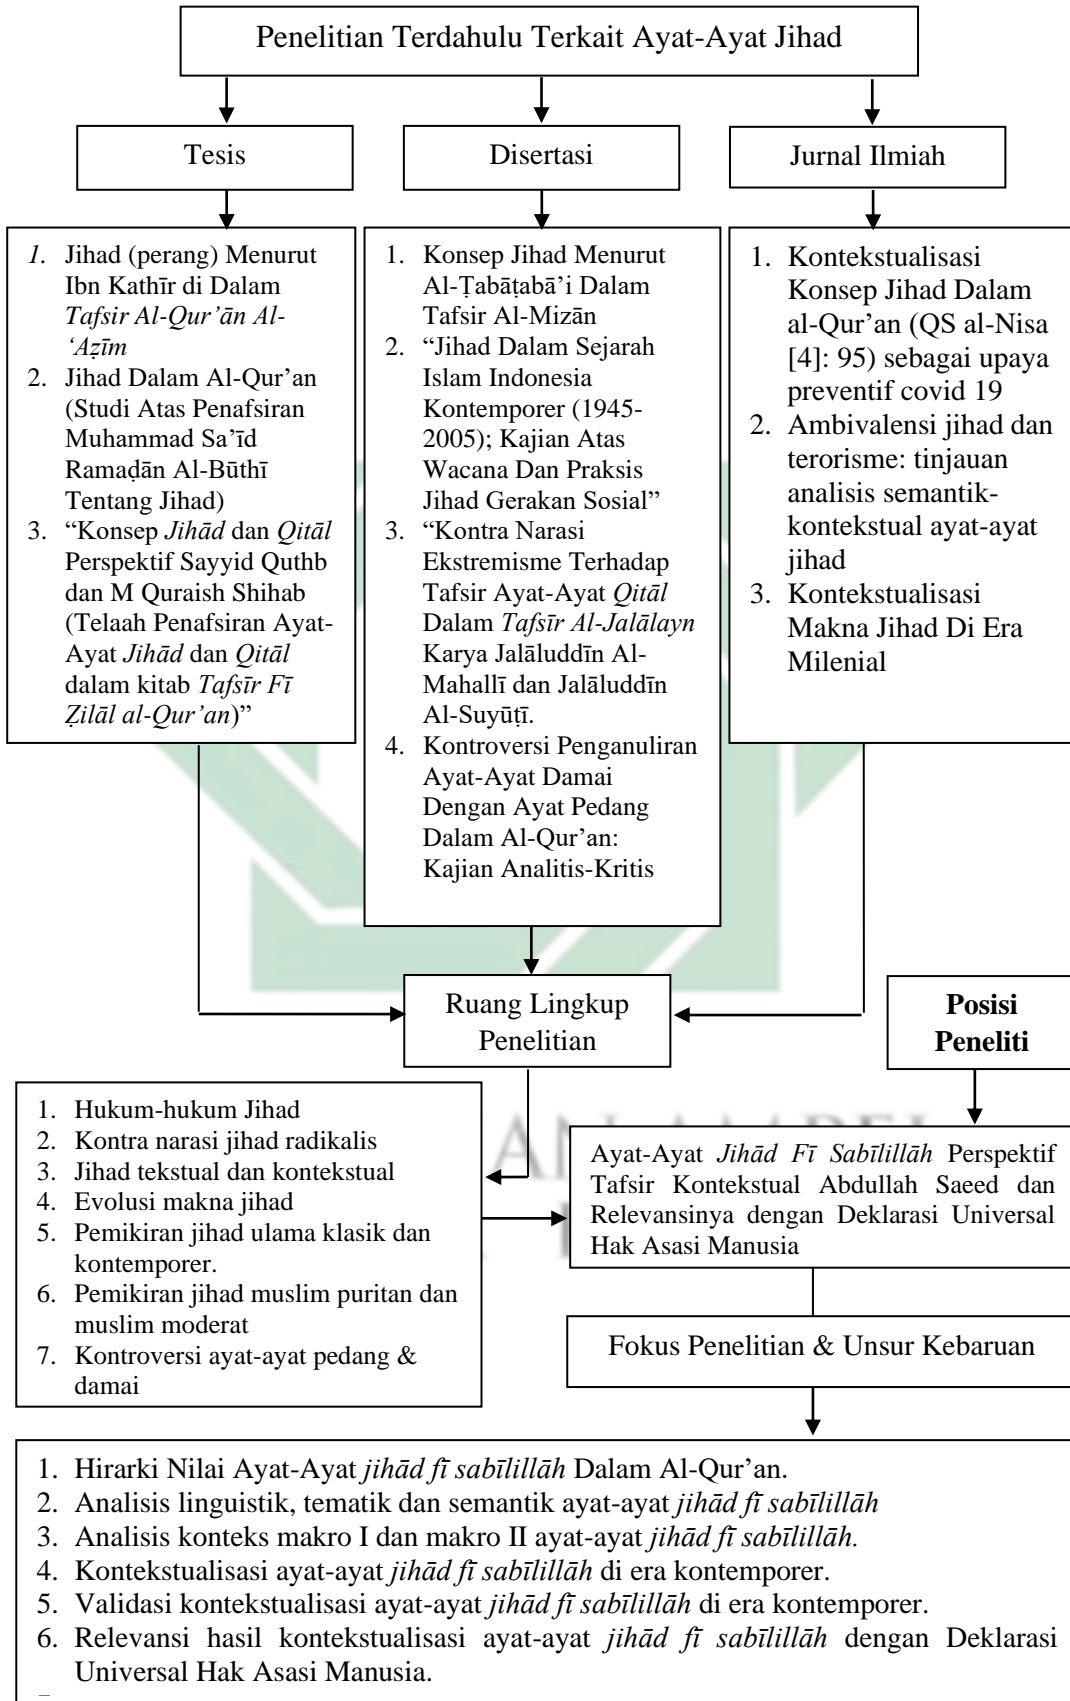 Penelitian Terdahulu Terkait Ayat-Ayat Jihad
Tesis
Disertasi
Jurnal Ilmiah
1. Jihad (perang) Menurut
Ibn Kathīr di Dalam
Tafsir Al-Qur’ān Al-
‘Aẓīm
2. Jihad Dalam Al-Qur’an
(Studi Atas Penafsiran
Muhammad Sa’īd
Ramaḍān Al-Būthī
Tentang Jihad)
3. “Konsep Jihād dan Qitāl
Perspektif Sayyid Quthb
dan M Quraish Shihab
(Telaah Penafsiran Ayat-
Ayat Jihād dan Qitāl
dalam kitab Tafsīr Fī
Ẓilāl al-Qur’an)”
1. Konsep Jihad Menurut
Al-Ṭabāṭabā’i Dalam
Tafsir Al-Mizān
2. “Jihad Dalam Sejarah
Islam Indonesia
Kontemporer (1945-
2005); Kajian Atas
Wacana Dan Praksis
Jihad Gerakan Sosial”
3. “Kontra Narasi
Ekstremisme Terhadap
Tafsir Ayat-Ayat Qitāl
Dalam Tafsīr Al-Jalālayn
Karya Jalāluddīn Al-
Mahallī dan Jalāluddīn
Al-Suyūṭī.
4. Kontroversi Penganuliran
Ayat-Ayat Damai
Dengan Ayat Pedang
Dalam Al-Qur’an:
Kajian Analitis-Kritis
1. Kontekstualisasi
Konsep Jihad Dalam
al-Qur’an (QS al-Nisa
[4]: 95) sebagai upaya
preventif covid 19
2. Ambivalensi jihad dan
terorisme: tinjauan
analisis semantik-
kontekstual ayat-ayat
jihad
3. Kontekstualisasi
Makna Jihad Di Era
Milenial
Ruang Lingkup
Penelitian
Posisi
Peneliti
1. Hukum-hukum Jihad
2. Kontra narasi jihad radikalis
3. Jihad tekstual dan kontekstual
4. Evolusi makna jihad
5. Pemikiran jihad ulama klasik dan
kontemporer.
6. Pemikiran jihad muslim puritan dan
muslim moderat
7. Kontroversi ayat-ayat pedang &
damai
Ayat-Ayat Jihād Fī Sabīlillāh Perspektif
Tafsir Kontekstual Abdullah Saeed dan
Relevansinya dengan Deklarasi Universal
Hak Asasi Manusia
Fokus Penelitian & Unsur Kebaruan
1. Hirarki Nilai Ayat-Ayat jihād fī sabīlillāh Dalam Al-Qur’an.
2. Analisis linguistik, tematik dan semantik ayat-ayat jihād fī sabīlillāh
3. Analisis konteks makro I dan makro II ayat-ayat jihād fī sabīlillāh.
4. Kontekstualisasi ayat-ayat jihād fī sabīlillāh di era kontemporer.
5. Validasi kontekstualisasi ayat-ayat jihād fī sabīlillāh di era kontemporer.
6. Relevansi hasil kontekstualisasi ayat-ayat jihād fī sabīlillāh dengan Deklarasi
Universal Hak Asasi Manusia.